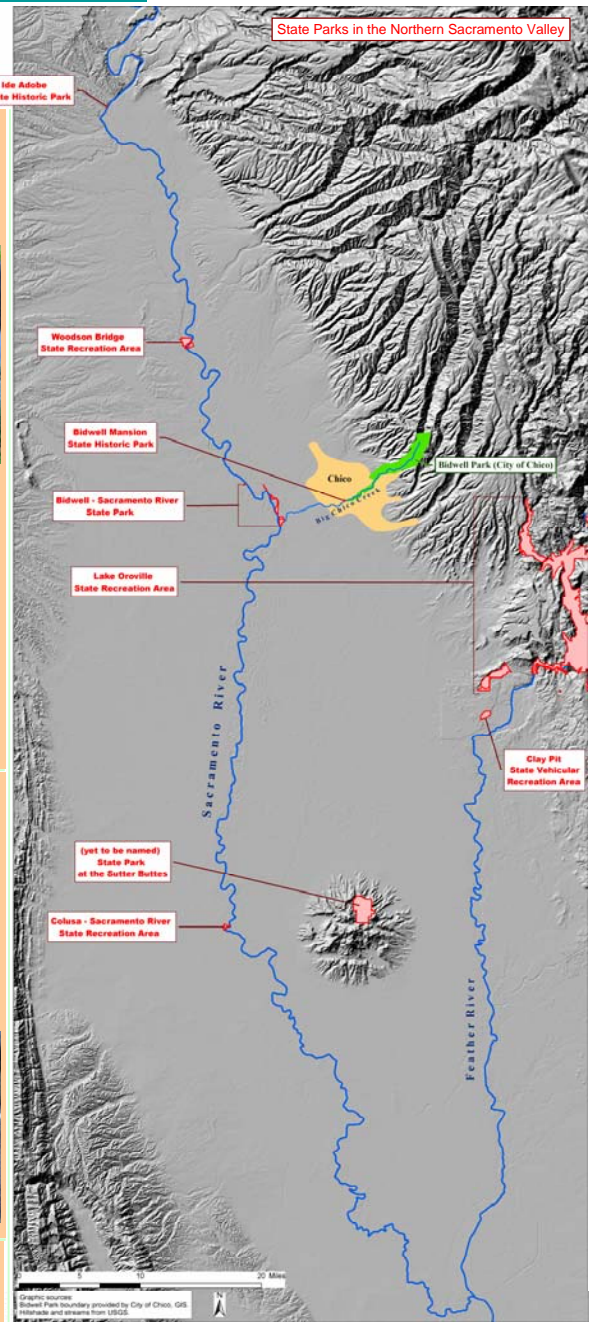 State Parks in the Northern Sacramento Valley
Ide Adobe
te Historic Park
Woodson Bridge
State Recreation Area
Bidwell Mansion
State Historic Park
Chico
Bidwell Park (City of Chico)
Big Chico Creek
Bidwell - Sacramento River
State Park
Lake Oroville
State Recreation Area
Sacramento River
Clay Pit
State Vehicular
Recreation Area
(yet to be named)
State Park
at the Sutter Buttes
Colusa - Sacramento River
State Recreation Area
Feather River
0 5 10 20 Miles
Graphic sources:
Bidwell Park boundary provided by City of Chico, GIS.
Hillshade and streams from USGS.
N